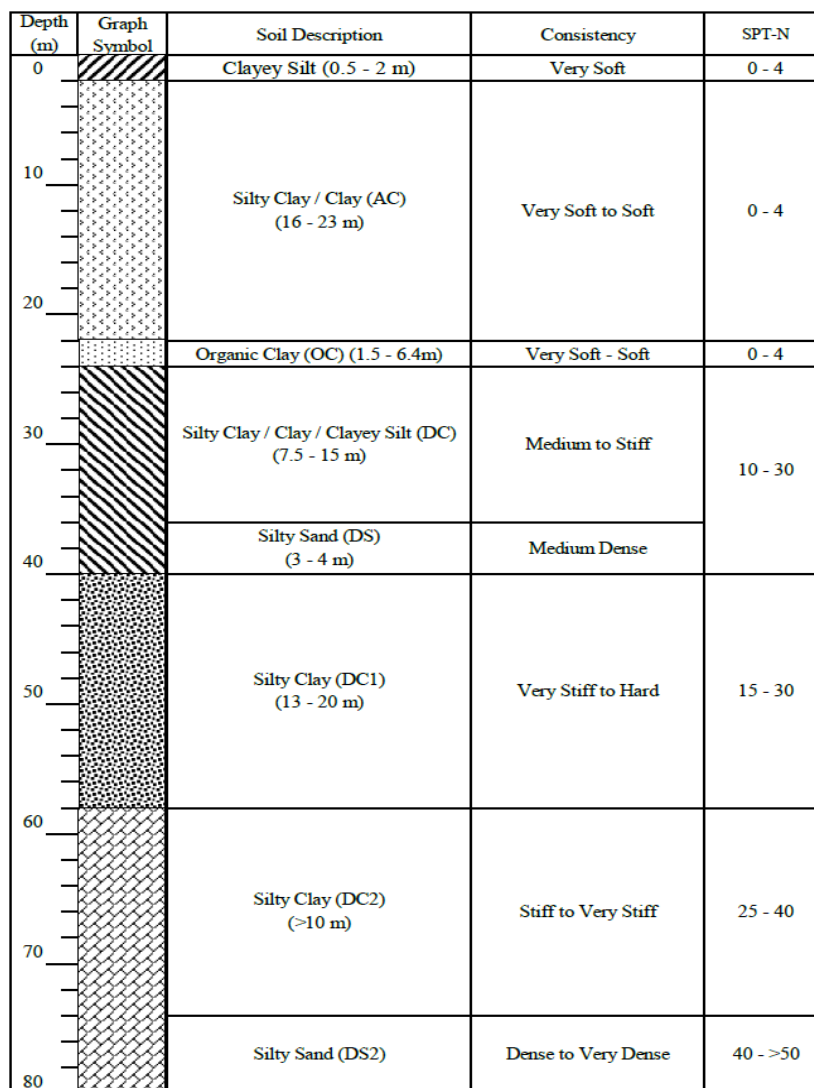 Depth (m) Graph Symbol Soil Description Consistency SPT-N
0 Clayey Silt (0.5 - 2 m) Very Soft 0 - 4
10
Silty Clay / Clay (AC)
(16 - 23 m) Very Soft to Soft 0 - 4
20
Organic Clay (OC) (1.5 - 6.4m) Very Soft - Soft 0 - 4
30
Silty Clay / Clay / Clayey Silt (DC)
(7.5 - 15 m) Medium to Stiff 10 - 30
Silty Sand (DS)
(3 - 4 m) Medium Dense
40
Silty Clay (DC1)
(13 - 20 m) Very Stiff to Hard 15 - 30
50
60
Silty Clay (DC2)
(>10 m) Stiff to Very Stiff 25 - 40
70
Silty Sand (DS2) Dense to Very Dense 40 - >50
80